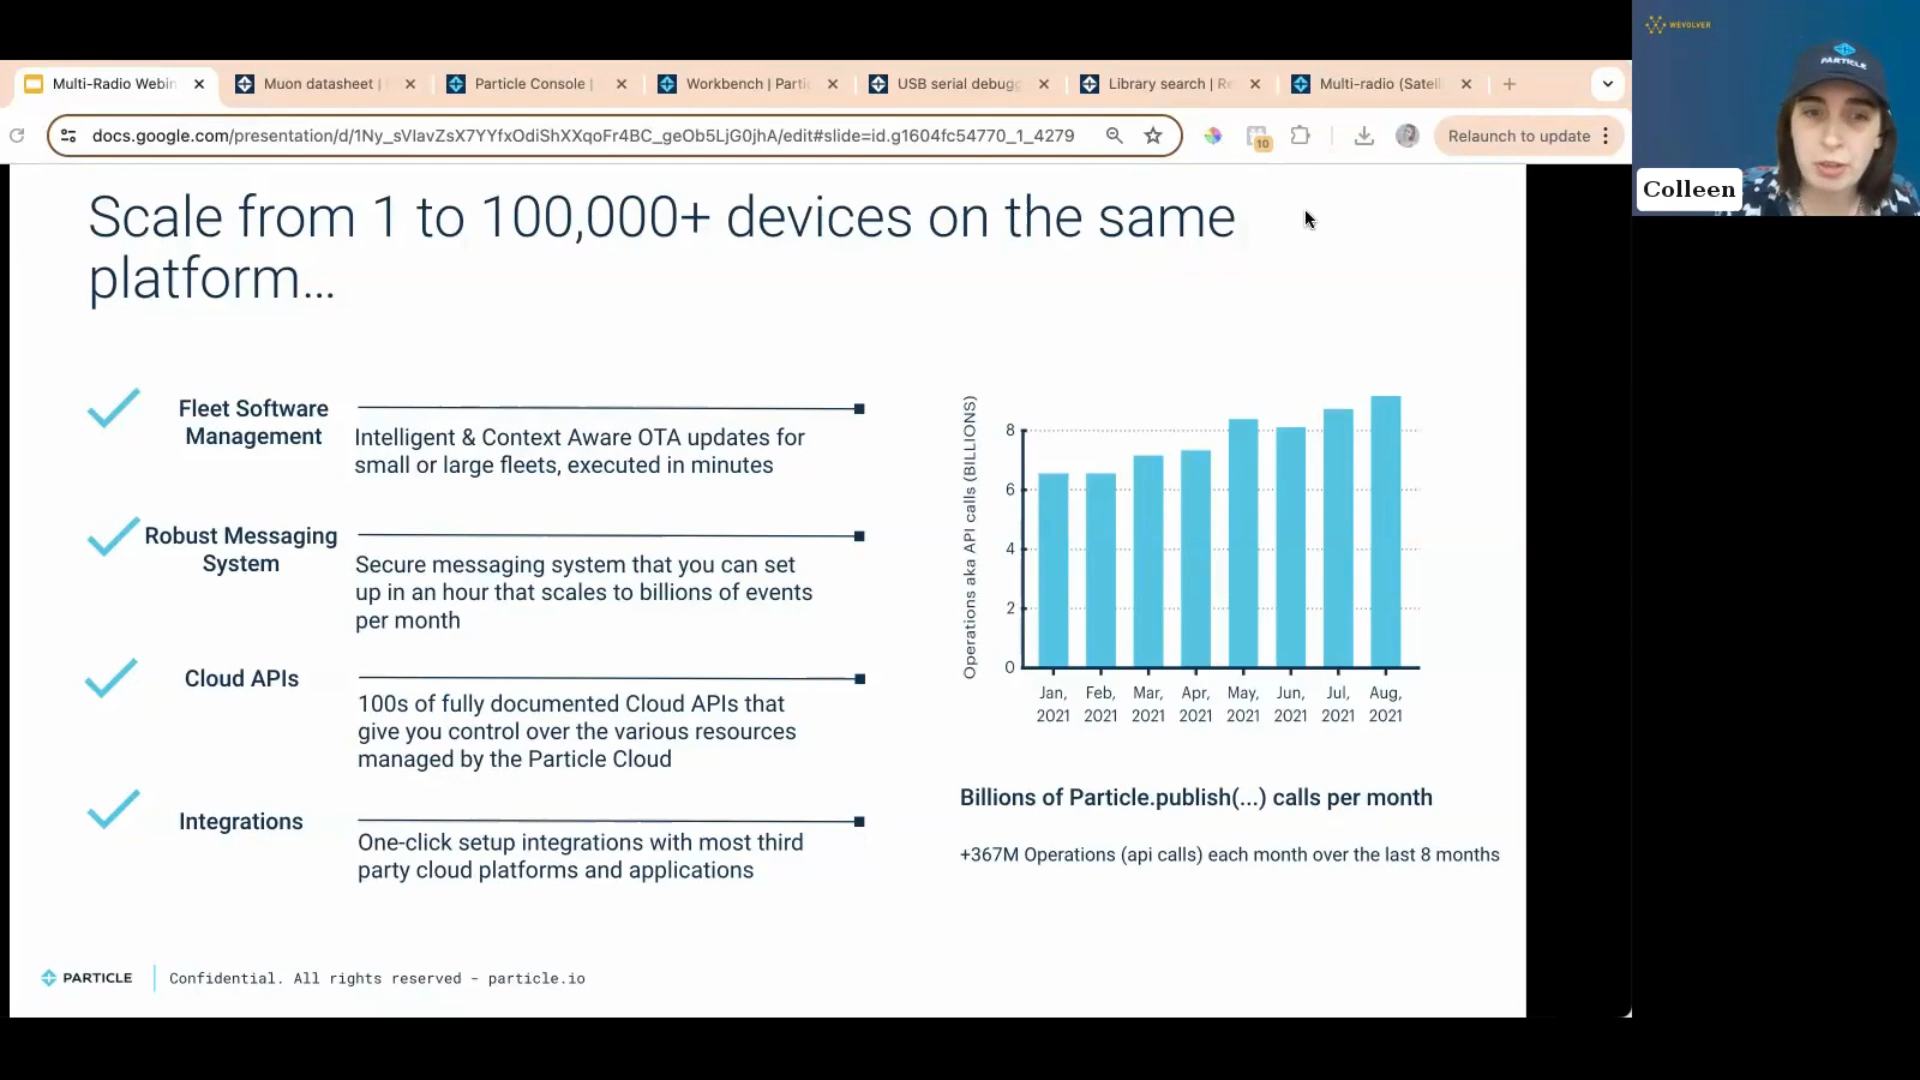 Multi-Radio Webin
Muon datasheet |
Particle Console |
Workbench | Partic
USB serial debugg
Library search | Re
Multi-radio (Satell
docs.google.com/presentation/d/1Ny_sVIavZsX7YYfxOdiShXXqoFr4BC_geOb5LjG0jhA/edit#slide=id.g1604fc54770_1_4279
10
Relaunch to update
WEVOLVER
PARTICLE
Colleen
Scale from 1 to 100,000+ devices on the same
platform...
Fleet Software
Management
Intelligent & Context Aware OTA updates for
small or large fleets, executed in minutes
Robust Messaging
System
Secure messaging system that you can set
up in an hour that scales to billions of events
per month
Cloud APIs
100s of fully documented Cloud APIs that
give you control over the various resources
managed by the Particle Cloud
Integrations
One-click setup integrations with most third
party cloud platforms and applications
Operations aka API calls (BILLIONS)
8
6
4
2
0
Jan, Feb, Mar, Apr, May, Jun, Jul, Aug,
2021 2021 2021 2021 2021 2021 2021 2021
Billions of Particle.publish(...) calls per month
+367M Operations (api calls) each month over the last 8 months
PARTICLE
Confidential. All rights reserved - particle.io